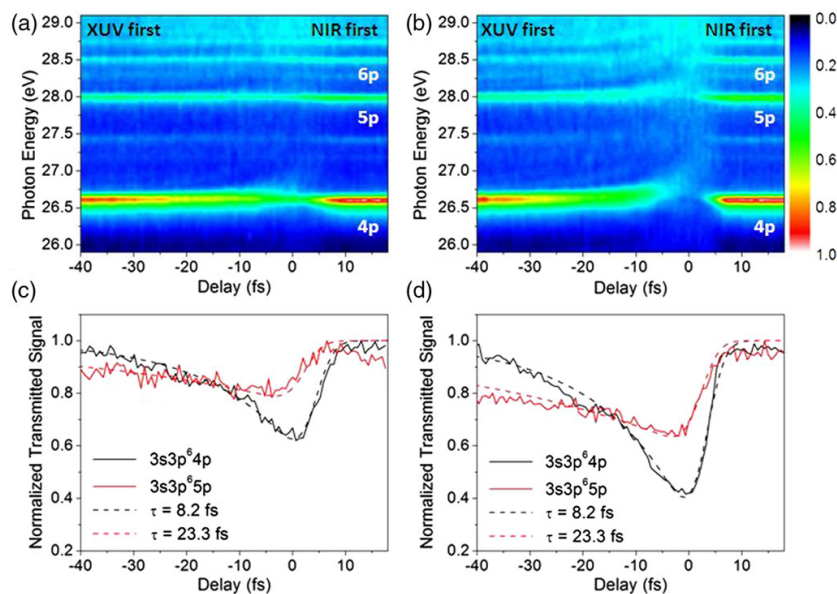 (a)
XUV first
NIR first
6p
5p
4p
29.0
28.5
28.0
27.5
27.0
26.5
26.0
Photon Energy (eV)
-40 -30 -20 -10 0 10
Delay (fs)
(b)
XUV first
NIR first
6p
5p
4p
29.0
28.5
28.0
27.5
27.0
26.5
26.0
Photon Energy (eV)
-40 -30 -20 -10 0 10
Delay (fs)
0.0
0.2
0.4
0.6
0.8
1.0
(c)
1.0
0.8
0.6
0.4
0.2
Normalized Transmitted Signal
3s3p⁶4p
3s3p⁶5p
τ = 8.2 fs
τ = 23.3 fs
-40 -30 -20 -10 0 10
Delay (fs)
(d)
1.0
0.8
0.6
0.4
0.2
Normalized Transmitted Signal
3s3p⁶4p
3s3p⁶5p
τ = 8.2 fs
τ = 23.3 fs
-40 -30 -20 -10 0 10
Delay (fs)